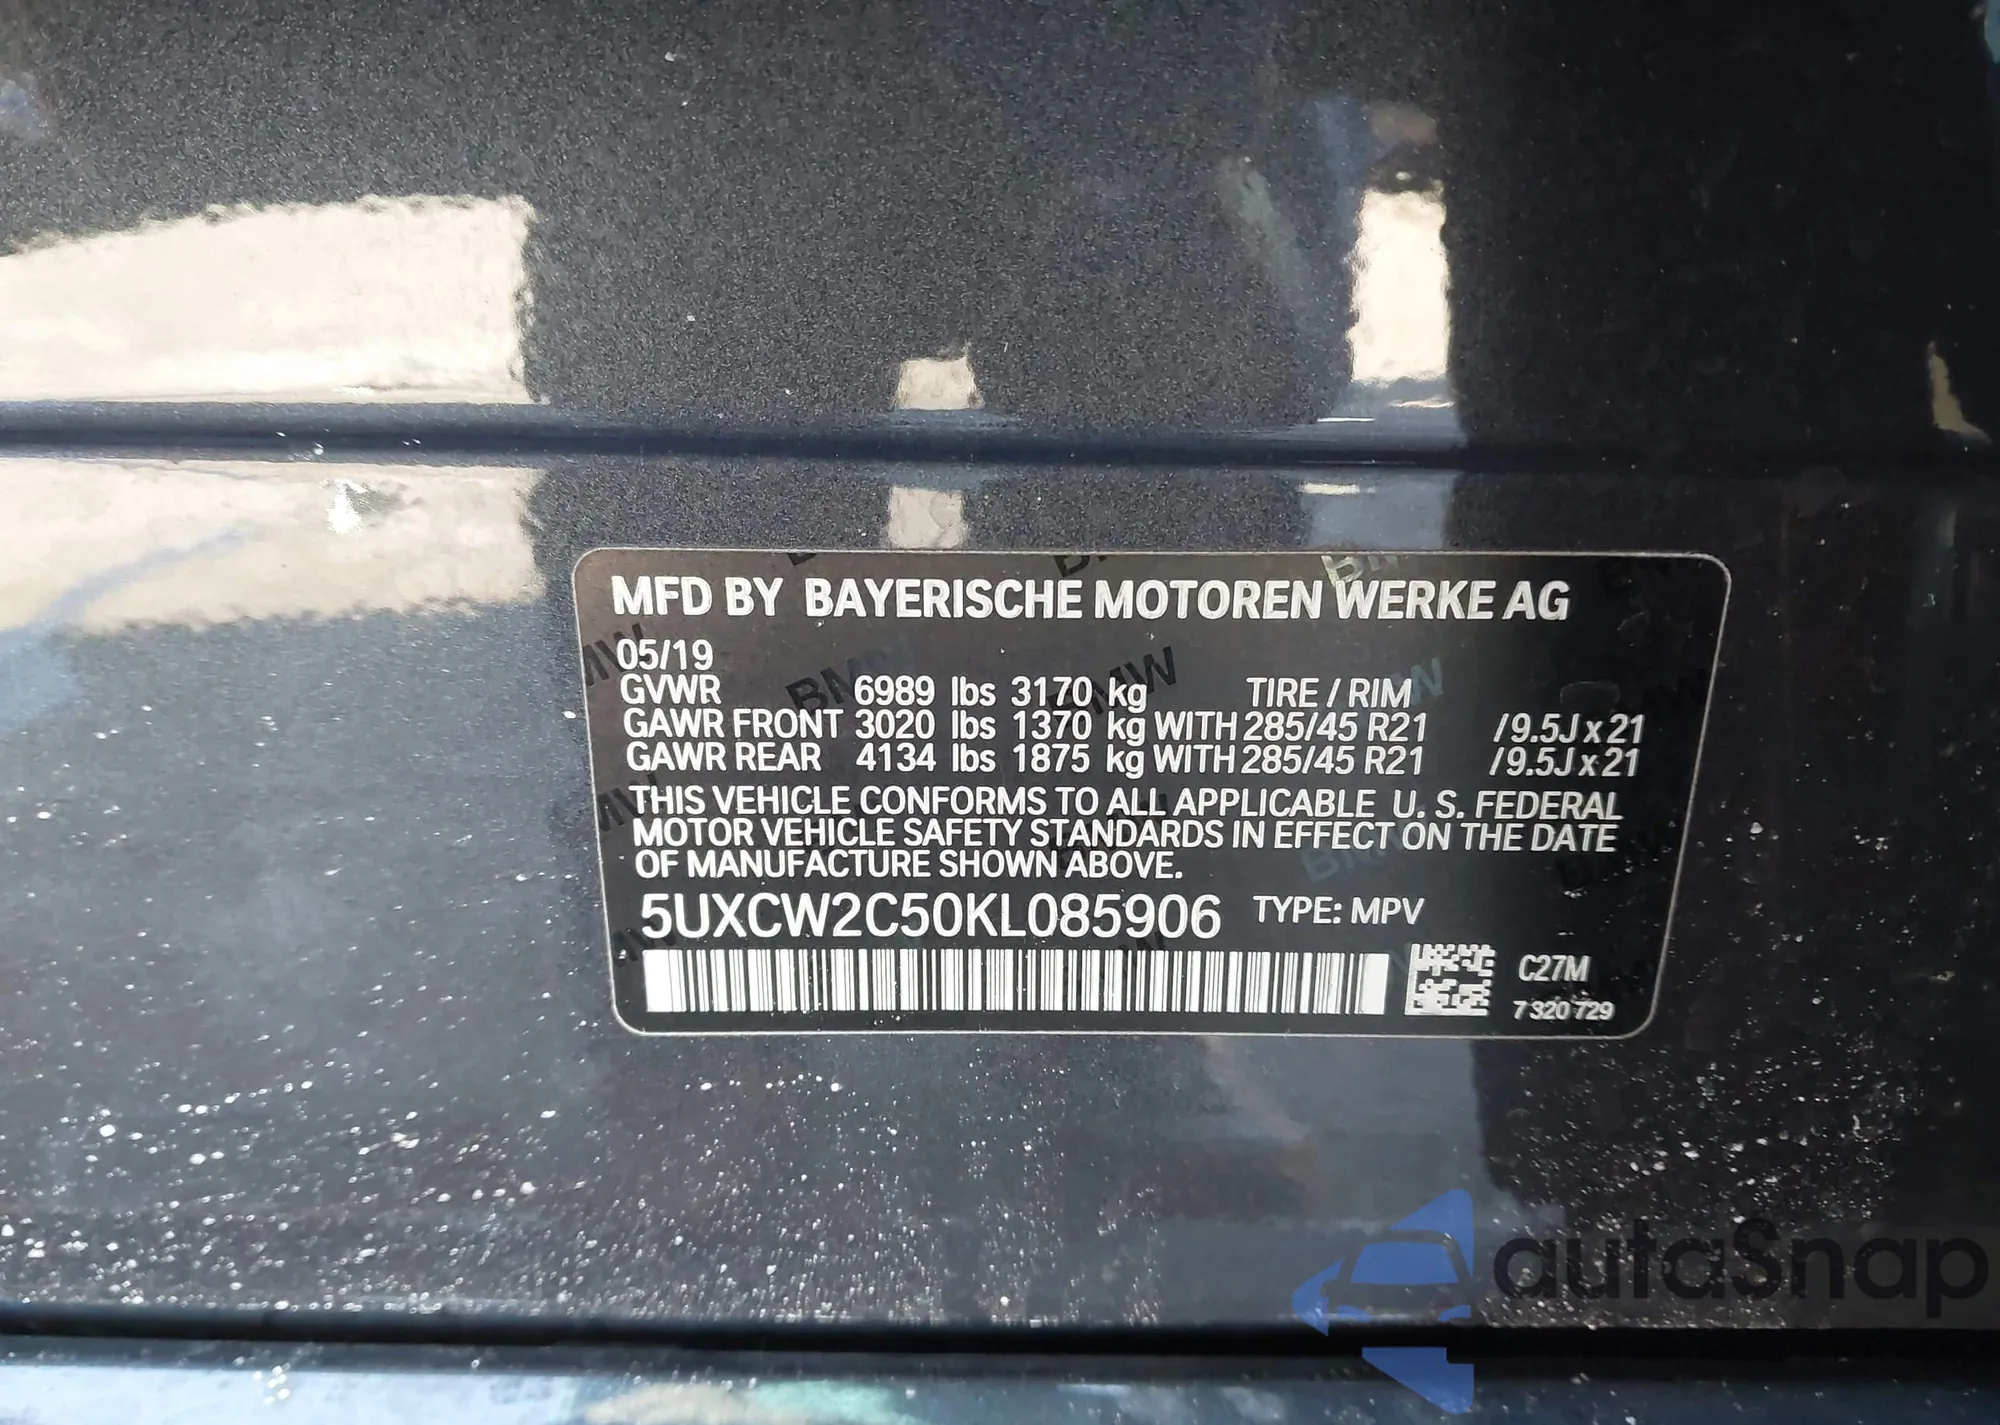 MFD BY BAYERISCHE MOTOREN WERKE AG
05/19
GVWR 6989 lbs 3170 kg TIRE / RIM
GAWR FRONT 3020 lbs 1370 kg WITH 285/45 R21 /9.5J x 21
GAWR REAR 4134 lbs 1875 kg WITH 285/45 R21 /9.5J x 21
THIS VEHICLE CONFORMS TO ALL APPLICABLE U. S. FEDERAL
MOTOR VEHICLE SAFETY STANDARDS IN EFFECT ON THE DATE
OF MANUFACTURE SHOWN ABOVE.
5UXCW2C50KL085906 TYPE: MPV
C27M
7 320 729
autaSnap